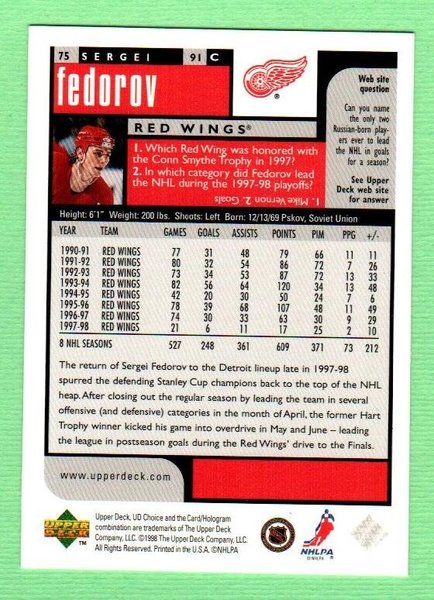 75 SERGEI 91 C
fedorov
®
RED WINGS®
1. Which Red Wing was honored with
the Conn Smythe Trophy in 1997?
2. In which category did Fedorov lead
the NHL during the 1997-98 playoffs?
1. Mike Vernon 2. Goals
Web site
question
Can you name
the only two
Russian-born play-
ers ever to lead
the NHL in goals
for a season?
See Upper
Deck web site
for answer
Height: 6'1" Weight: 200 lbs. Shoots: Left Born: 12/13/69 Pskov, Soviet Union
YEAR TEAM GAMES GOALS ASSISTS POINTS PIM PPG +/-
1990-91 RED WINGS 77 31 48 79 66 11 11
1991-92 RED WINGS 80 32 54 86 72 7 26
1992-93 RED WINGS 73 34 53 87 72 13 33
1993-94 RED WINGS 82 56 64 120 34 13 48
1994-95 RED WINGS 42 20 30 50 24 7 6
1995-96 RED WINGS 78 39 68 107 48 11 49
1996-97 RED WINGS 74 30 33 63 30 9 29
1997-98 RED WINGS 21 6 11 17 25 2 10
8 NHL SEASONS 527 248 361 609 371 73 212
The return of Sergei Fedorov to the Detroit lineup late in 1997-98
spurred the defending Stanley Cup champions back to the top of the NHL
heap. After closing out the regular season by leading the team in several
offensive (and defensive) categories in the month of April, the former Hart
Trophy winner kicked his game into overdrive in May and June – leading
the league in postseason goals during the Red Wings' drive to the Finals.
www.upperdeck.com
UPPER
DECK
Upper Deck, UD Choice and the Card/Hologram
combination are trademarks of The Upper Deck
Company, LLC. ©1998 The Upper Deck Company, LLC.
All Rights Reserved. Printed in the U.S.A. ©NHLPA
NHLPA